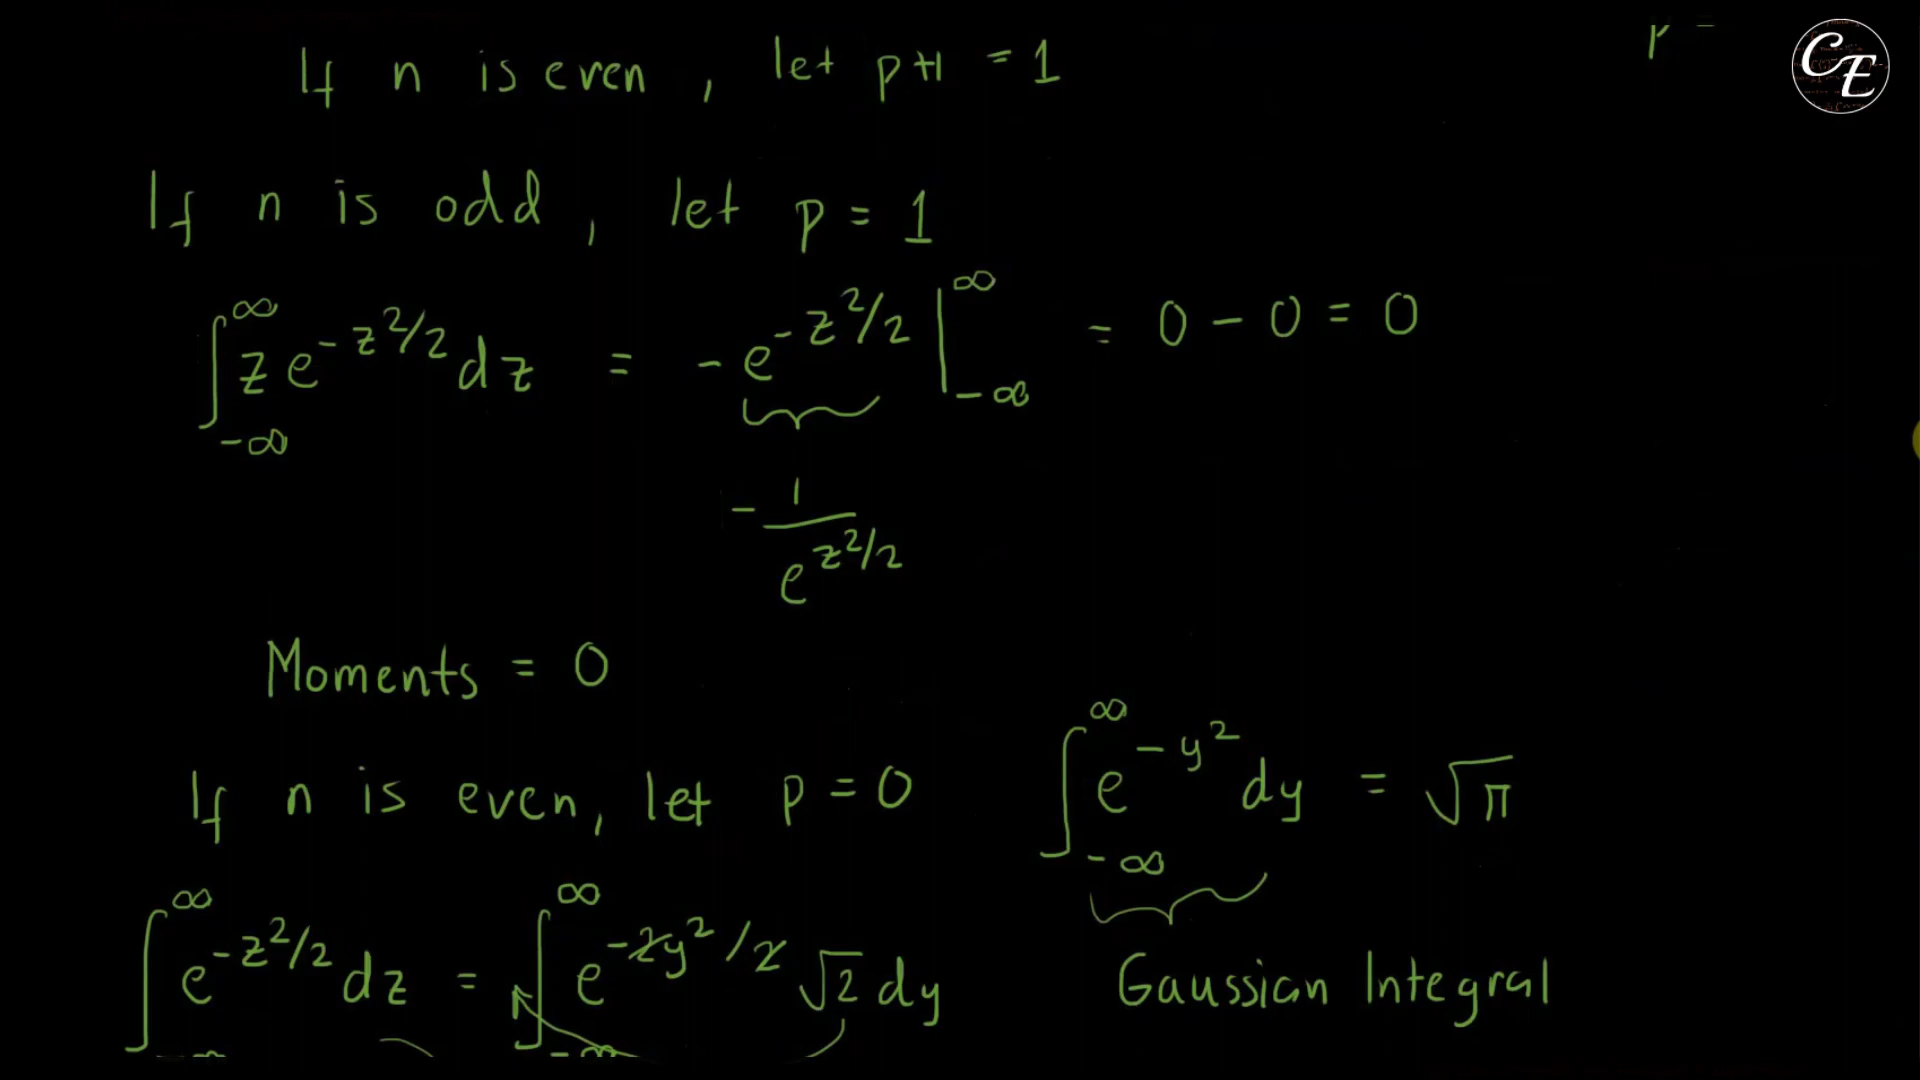 If n is even, let p+1 = 1
p =
CE
If n is odd, let p = 1
∫_{-∞}^{∞} z e^{-z²/2} dz = -e^{-z²/2} |_{-∞}^{∞} = 0 - 0 = 0
- 1/e^{z²/2}
Moments = 0
If n is even, let p = 0
∫_{-∞}^{∞} e^{-y²} dy = √π
∫_{-∞}^{∞} e^{-z²/2} dz = ∫_{-∞}^{∞} e^{-2y²/2} √2 dy
Gaussian Integral